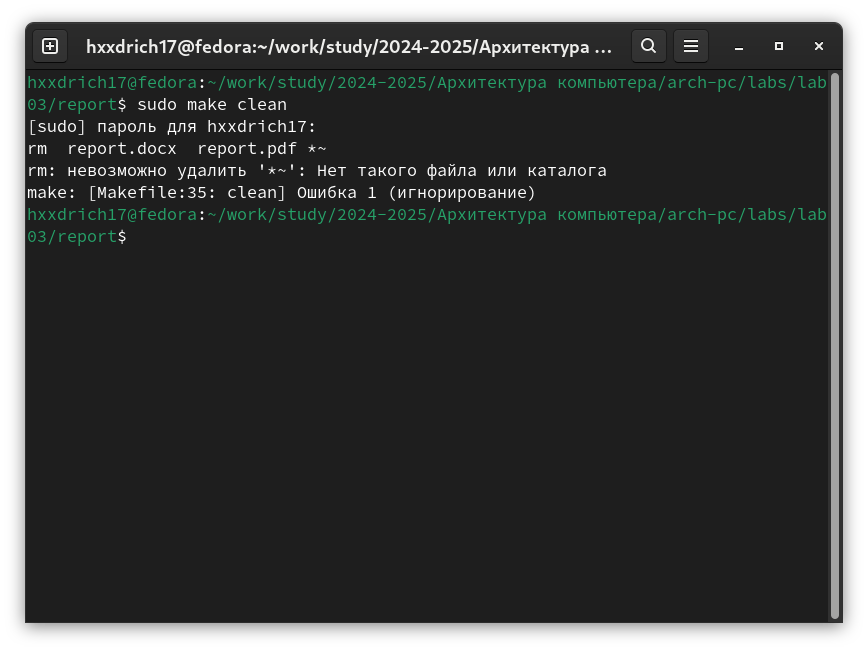 hxxdrich17@fedora:~/work/study/2024-2025/Архитектура ...
hxxdrich17@fedora:~/work/study/2024-2025/Архитектура компьютера/arch-pc/labs/lab
03/report$ sudo make clean
[sudo] пароль для hxxdrich17:
rm  report.docx  report.pdf *~
rm: невозможно удалить '*~': Нет такого файла или каталога
make: [Makefile:35: clean] Ошибка 1 (игнорирование)
hxxdrich17@fedora:~/work/study/2024-2025/Архитектура компьютера/arch-pc/labs/lab
03/report$